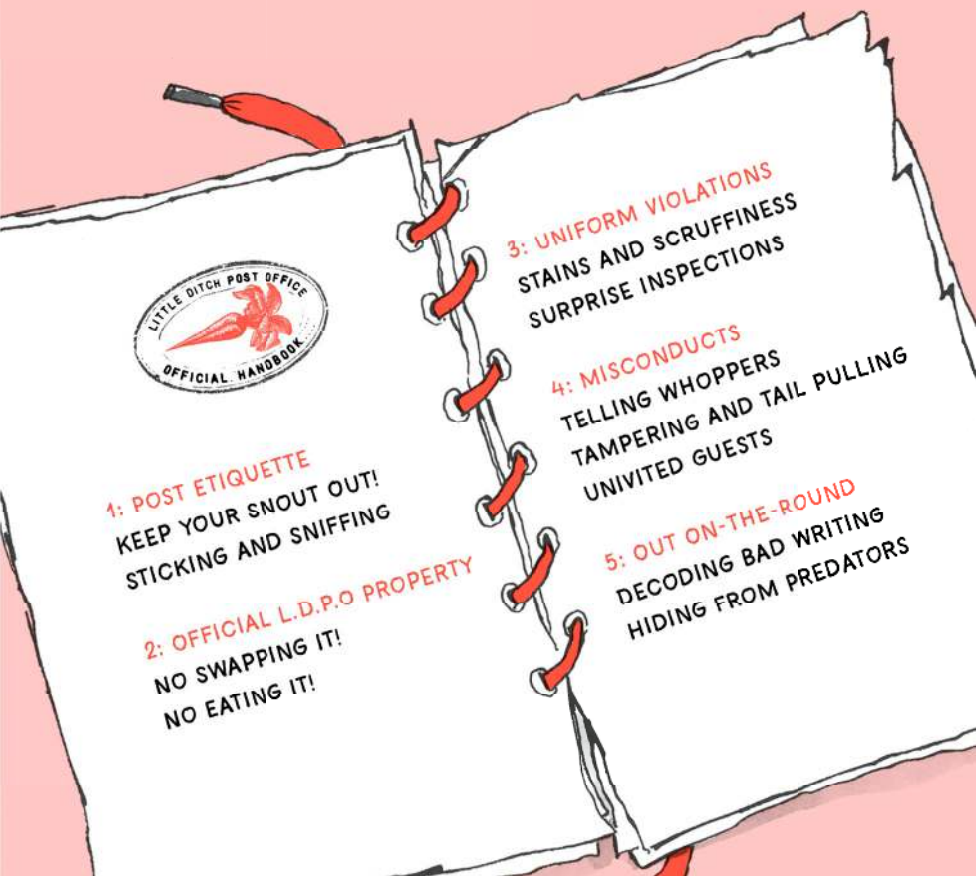 LITTLE DITCH POST OFFICE
OFFICIAL HANDBOOK
1: POST ETIQUETTE
KEEP YOUR SNOUT OUT!
STICKING AND SNIFFING
2: OFFICIAL L.D.P.O PROPERTY
NO SWAPPING IT!
NO EATING IT!
3: UNIFORM VIOLATIONS
STAINS AND SCRUFFINESS
SURPRISE INSPECTIONS
4: MISCONDUCTS
TELLING WHOPPERS
TAMPERING AND TAIL PULLING
UNIVITED GUESTS
5: OUT ON-THE-ROUND
DECODING BAD WRITING
HIDING FROM PREDATORS